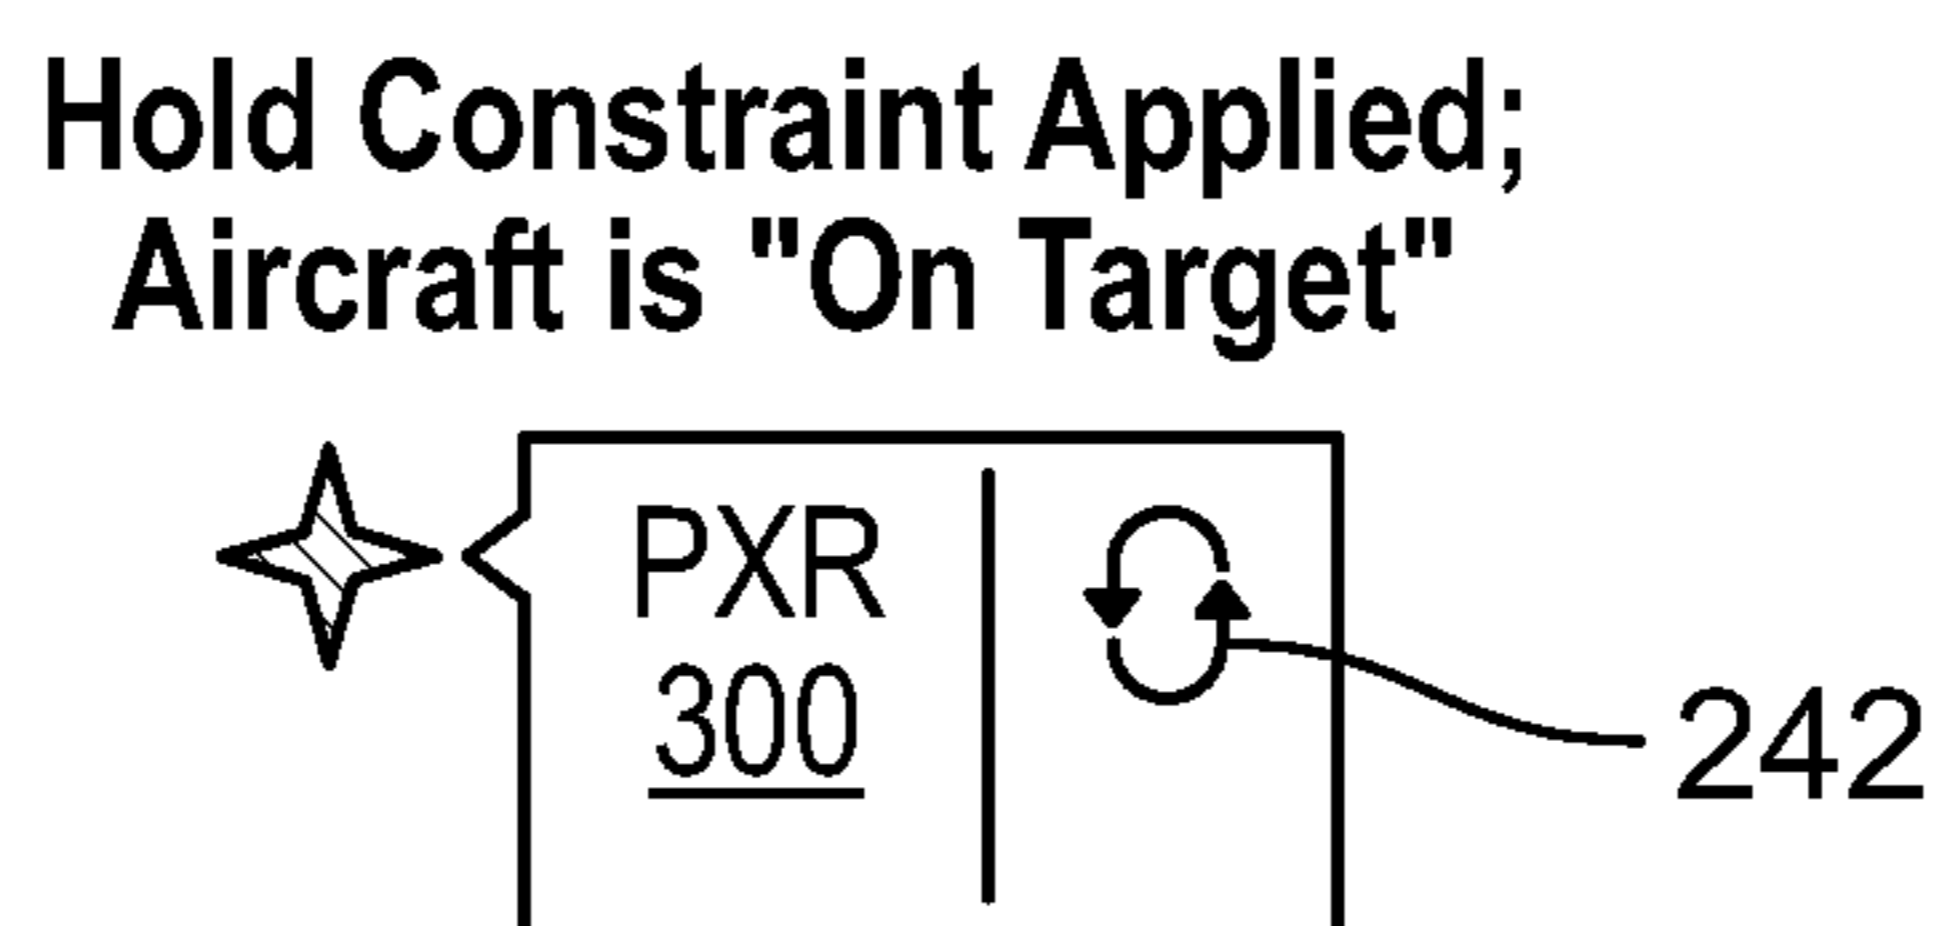 Hold Constraint Applied;
Aircraft is "On Target"
PXR
300
242